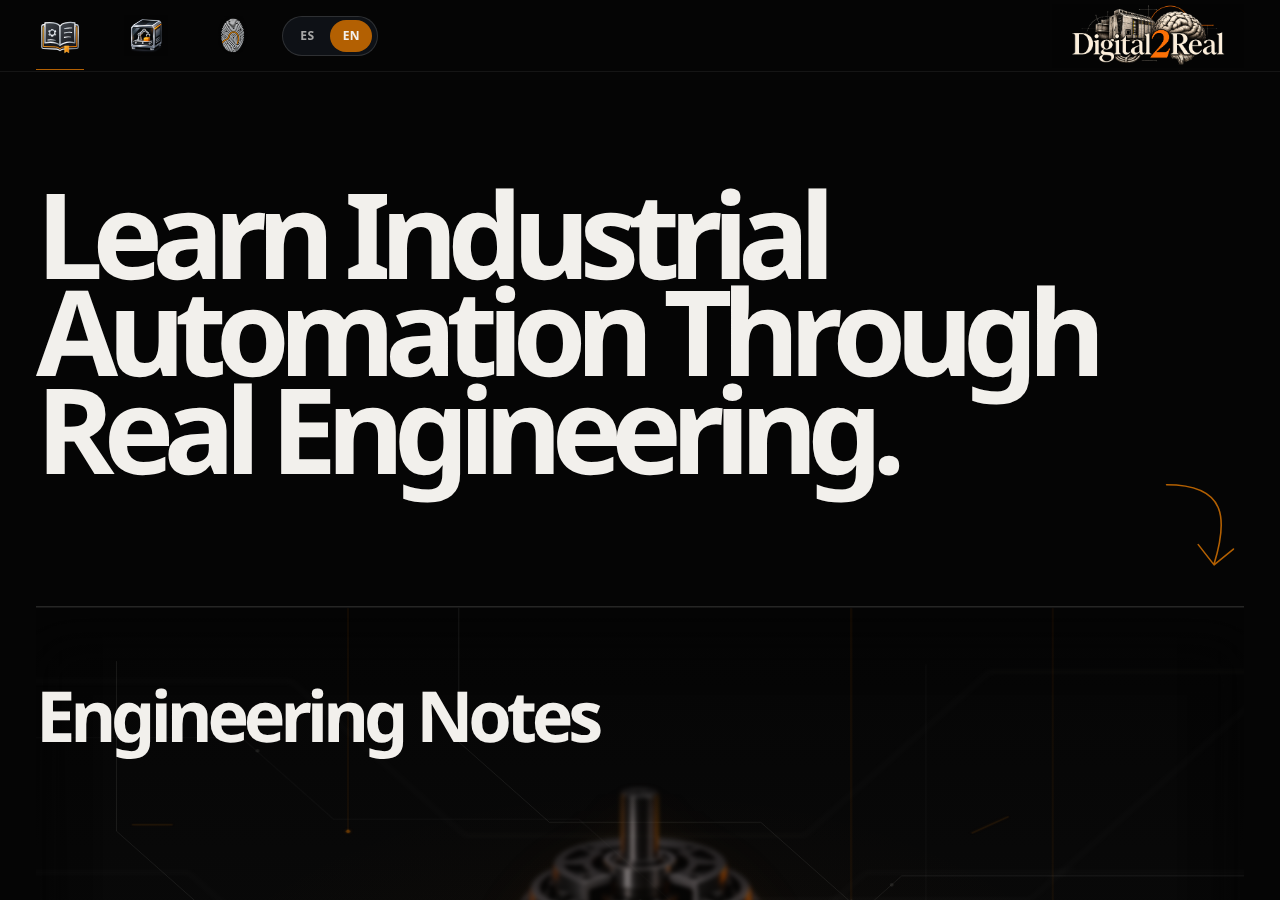 ES
EN
Digital2Real
Learn Industrial
Automation Through
Real Engineering.
Engineering Notes